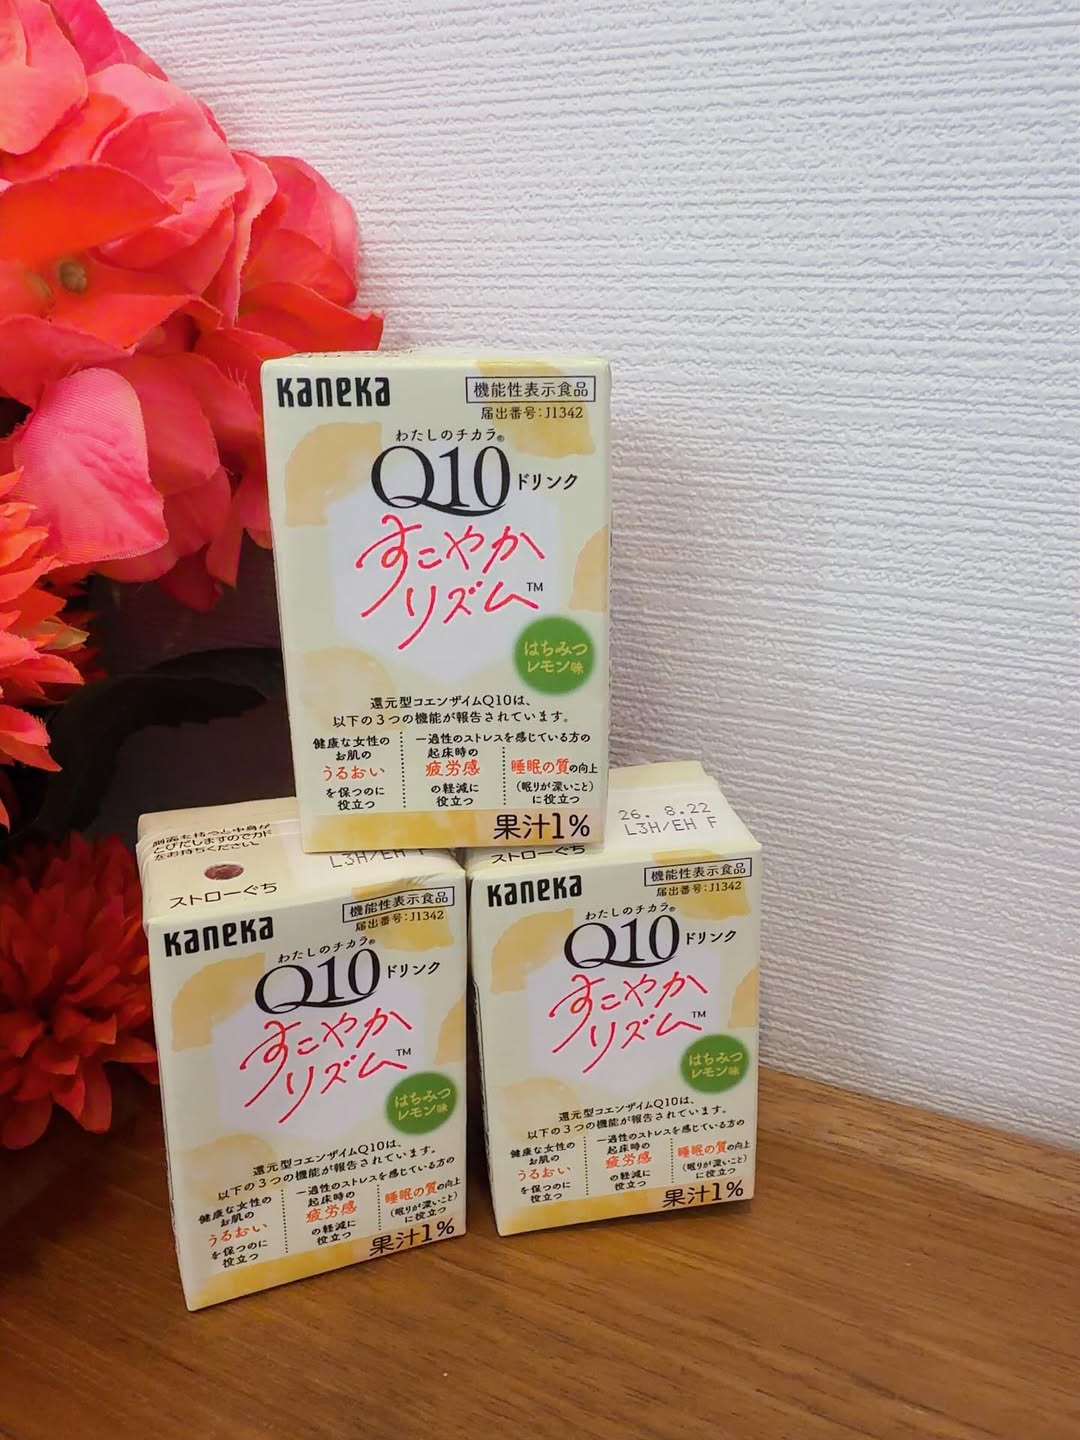 Kaneka
機能性表示食品
届出番号:J1342
わたしのチカラ®
Q10 ドリンク
すこやか
リズム™
はちみつ
レモン味
還元型コエンザイムQ10は、
以下の3つの機能が報告されています。
健康な女性の
お肌の
うるおい
を保つのに
役立つ
一過性のストレスを感じている方の
起床時の
疲労感
の軽減に
役立つ
睡眠の質の向上
(眠りが深いこと)
に役立つ
果汁1%
とびだしますのでカド
をお持ちください。
ストローぐち
L3H/EH F
Kaneka
機能性表示食品
届出番号:J1342
わたしのチカラ®
Q10 ドリンク
すこやか
リズム™
はちみつ
レモン味
還元型コエンザイムQ10は、
以下の3つの機能が報告されています。
健康な女性の
お肌の
うるおい
を保つのに
役立つ
一過性のストレスを感じている方の
起床時の
疲労感
の軽減に
役立つ
睡眠の質の向上
(眠りが深いこと)
に役立つ
果汁1%
26. 8.22
L3H/EH F
ストローぐち
Kaneka
機能性表示食品
届出番号:J1342
わたしのチカラ®
Q10 ドリンク
すこやか
リズム™
はちみつ
レモン味
還元型コエンザイムQ10は、
以下の3つの機能が報告されています。
健康な女性の
お肌の
うるおい
を保つのに
役立つ
一過性のストレスを感じている方の
起床時の
疲労感
の軽減に
役立つ
睡眠の質の向上
(眠りが深いこと)
に役立つ
果汁1%